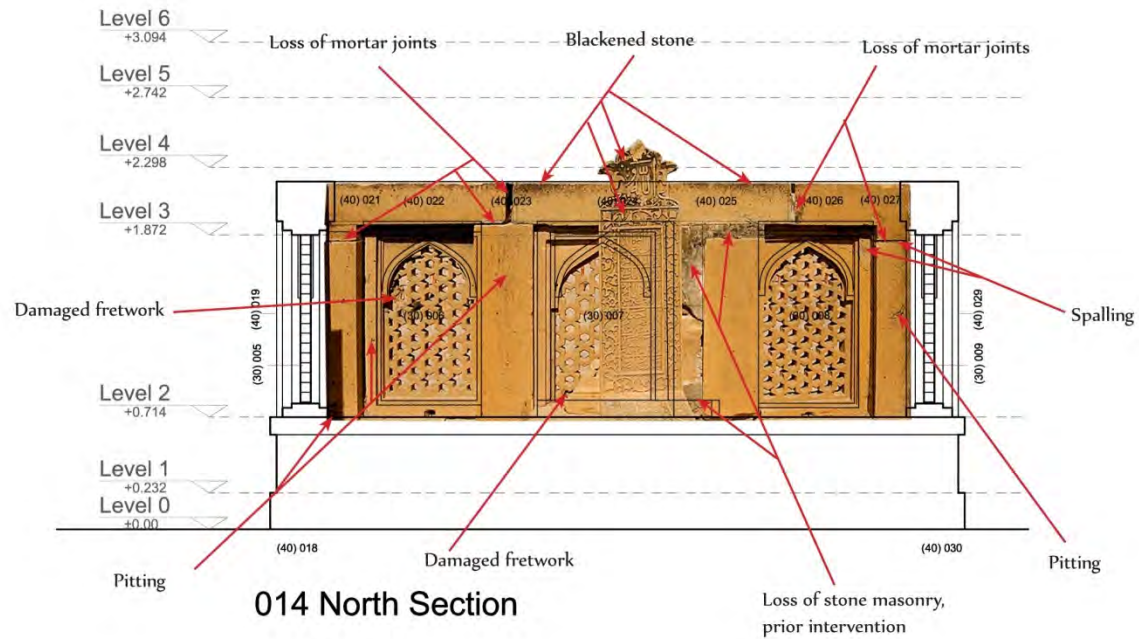 Level 6
+3.094
Loss of mortar joints
Blackened stone
Loss of mortar joints
Level 5
+2.742
Level 4
+2.298
(40) 021
(40) 022
(40) 023
(40) 024
(40) 025
(40) 026
(40) 027
Level 3
+1.872
Damaged fretwork
(40) 019
(30) 005
(30) 006
(30) 007
(30) 008
(40) 029
(30) 009
Spalling
Level 2
+0.714
Level 1
+0.232
Level 0
+0.00
(40) 018
(40) 030
Pitting
Damaged fretwork
Pitting
014 North Section
Loss of stone masonry,
prior intervention